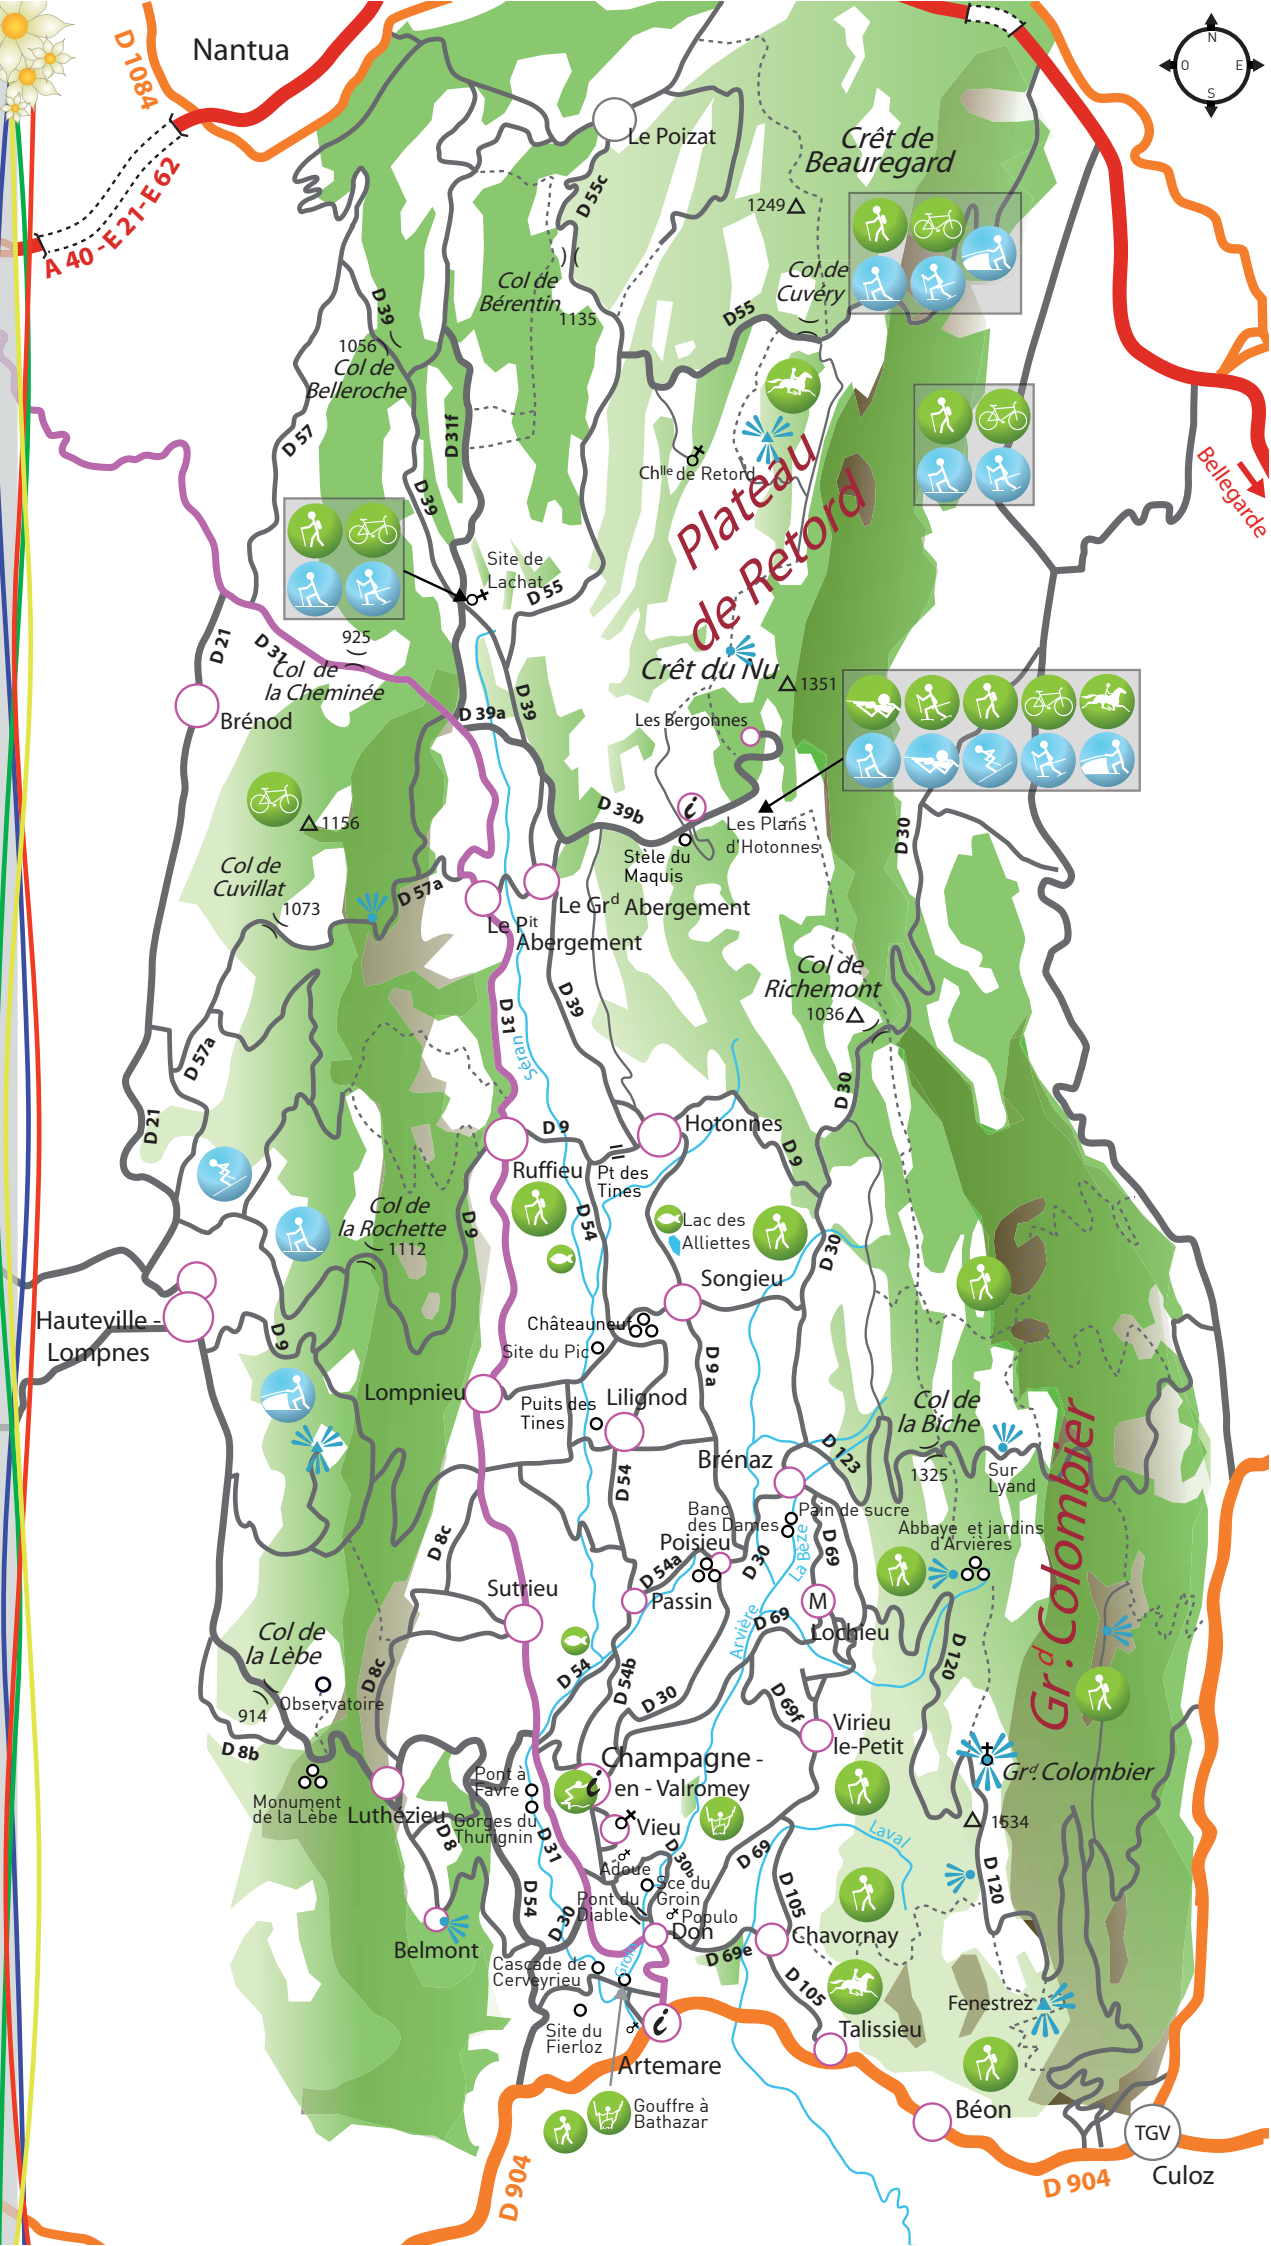 Nantua
D 1084
A 40 - E 21 - E 62
N
O
E
S
Le Poizat
Crêt de
Beauregard
1249
D 55c
Col de
Bérentin
1135
Col de
Cuvery
D55
D 39
1056
Col de
Belleroche
D 57
D 31f
D 39
Chlle de Retord
Plateau
de Retord
Bellegarde
Site de
Lachat
D 55
D 21
D 31
925
Col de
la Cheminée
Brénod
D 39a
D 39
Crêt du Nu
1351
Les Bergonnes
D 39b
i
Les Plans
d'Hotonnes
Stèle du
Maquis
D 30
1156
Col de
Cuvillat
1073
D 57a
Le Grd Abergement
Le Ptit
Abergement
Col de
Richemont
1036
D 31
D 39
Séran
D 57a
D 21
D 30
D 9
Hotonnes
D 9
Ruffieu
Pt des
Tines
Col de
la Rochette
1112
D 9
D 54
Lac des
Alliettes
D 30
Songieu
Hauteville -
Lompnes
D 9
Châteauneuf
Site du Pic
D 9a
Lompnieu
Puits des
Tines
Lilignod
Col de
la Biche
1325
D 123
Brénaz
Sur
Lyand
D 54
Banc
des Dames
Pain de sucre
Abbaye et jardins
d'Arvières
D 8c
Poisieu
D 54a
D 30
La Bèze
D 69
Grd. Colombier
Sutrieu
Passin
M
Lochieu
Arvière
D 69
D 120
Col de
la Lèbe
D 8c
Observatoire
914
D 54
D 54b
D 30
D 69f
Virieu
le-Petit
D 8b
Champagne -
en - Valromey
i
Grd. Colombier
Monument
de la Lèbe
Luthézieu
Pont à
Favre
Gorges du
Thurignin
Vieu
1534
Laval
D 8
D 31
Adoue
D 30b
D 69
Sce du
Groin
D 54
D 30
Pont du
Diable
Populo
Don
D 105
D 120
Chavornay
Belmont
Cascade de
Cerveyrieu
Groin
D 69e
D 105
Fenestrez
Site du
Fierloz
i
Artemare
Talissieu
Gouffre à
Bathazar
Béon
TGV
Culoz
D 904
D 904